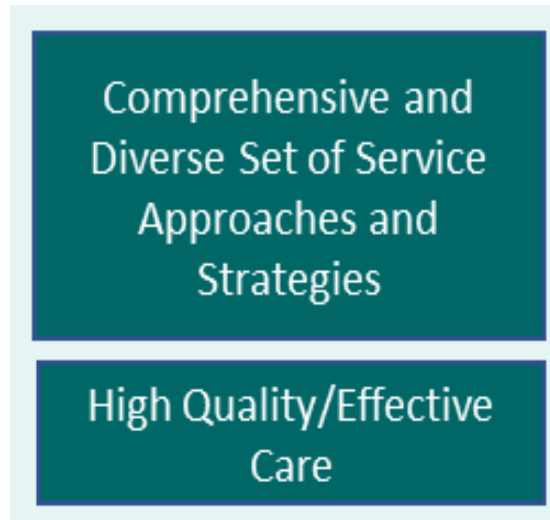 Comprehensive and
Diverse Set of Service
Approaches and
Strategies
High Quality/Effective
Care